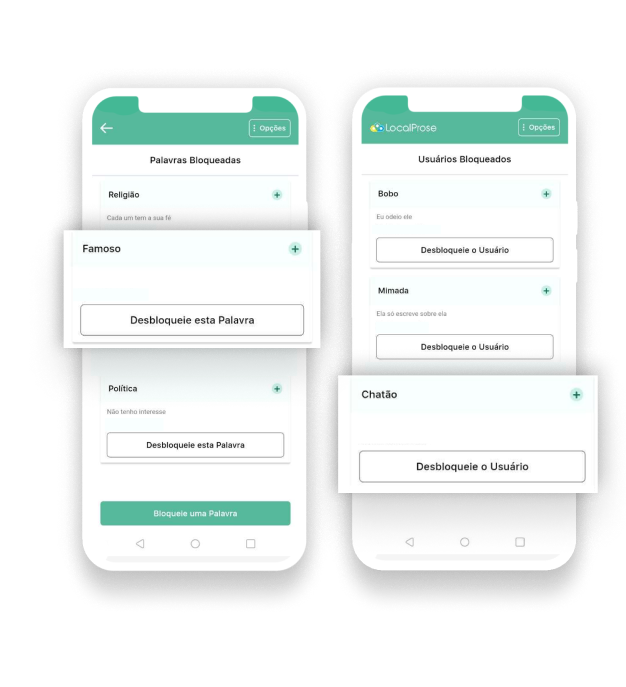 Opções
Palavras Bloqueadas
Religião
Cada um tem a sua fé
Famoso
Desbloqueie esta Palavra
Política
Não tenho interesse
Desbloqueie esta Palavra
Bloqueie uma Palavra
LocalProse
Opções
Usuários Bloqueados
Bobo
Eu odeio ele
Desbloqueie o Usuário
Mimada
Ela só escreve sobre ela
Desbloqueie o Usuário
Chatão
Desbloqueie o Usuário